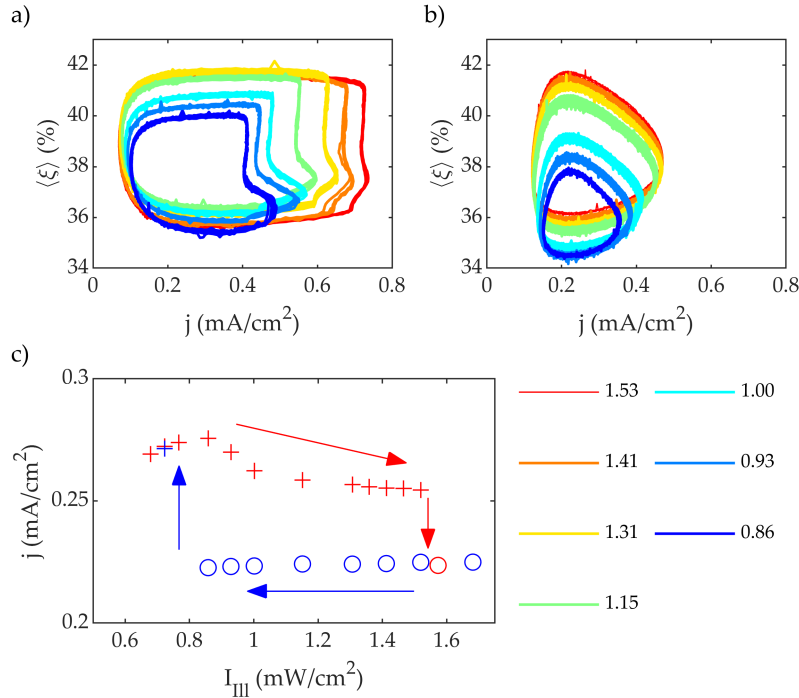 a)
b)
42
40
38
36
34
⟨ξ⟩ (%)
0 0.2 0.4 0.6 0.8
j (mA/cm²)
42
40
38
36
34
⟨ξ⟩ (%)
0 0.2 0.4 0.6 0.8
j (mA/cm²)
c)
0.3
0.25
0.2
j (mA/cm²)
0.6 0.8 1 1.2 1.4 1.6
I_Ill (mW/cm²)
1.53 1.00
1.41 0.93
1.31 0.86
1.15